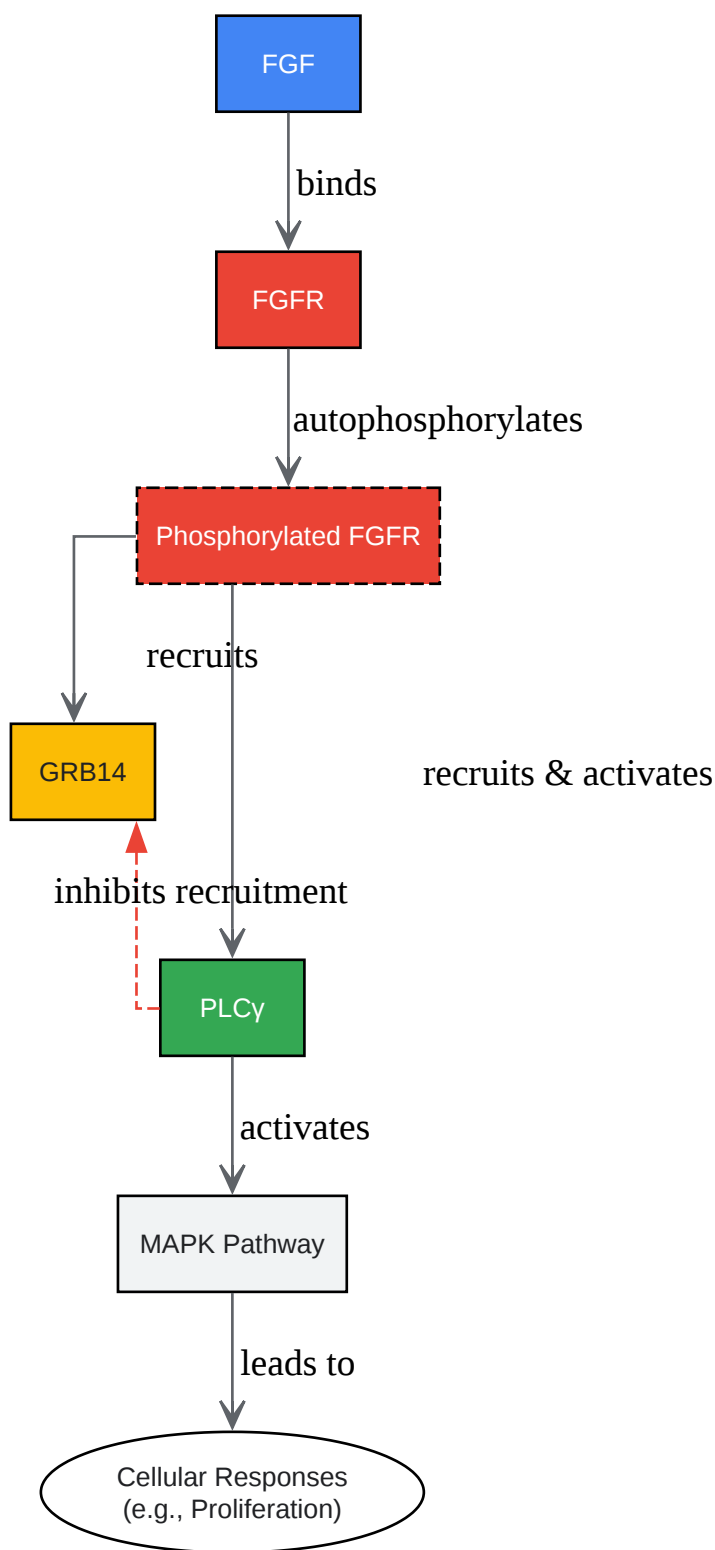 FGF
binds
FGFR
autophosphorylates
Phosphorylated FGFR
recruits
GRB14
recruits & activates
inhibits recruitment
PLCγ
activates
MAPK Pathway
leads to
Cellular Responses
(e.g., Proliferation)